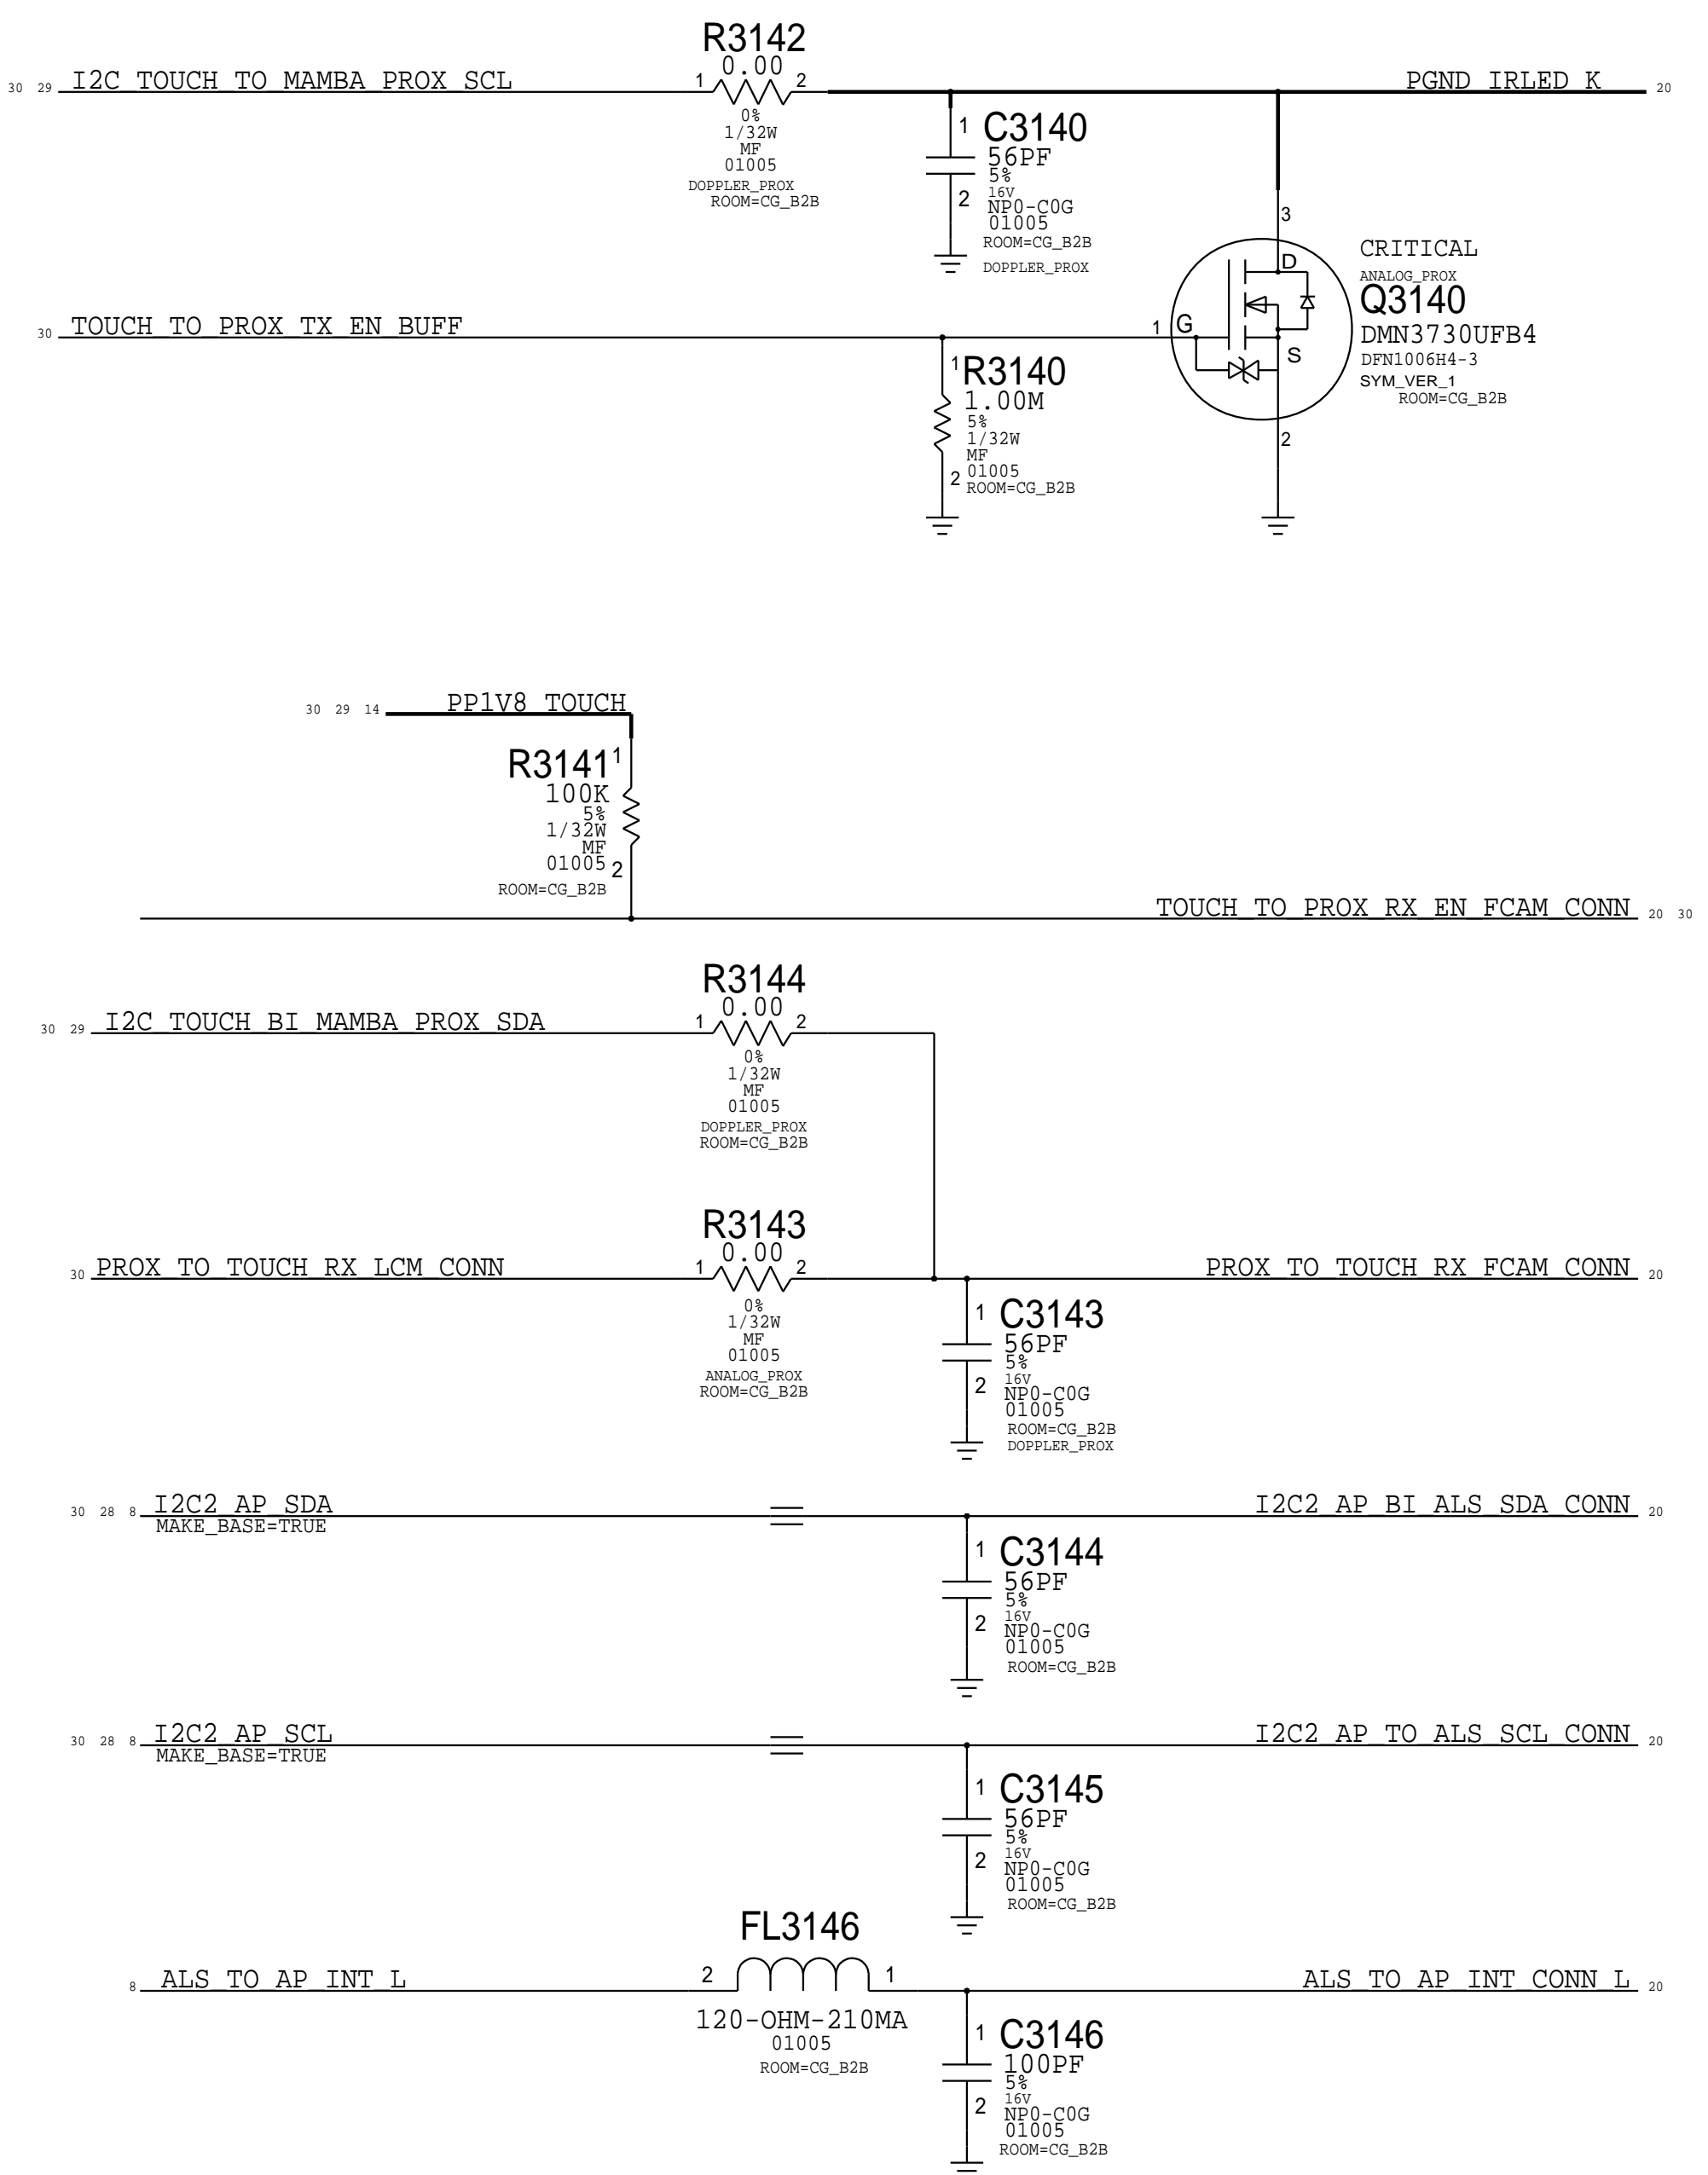 R3142
0.00
30 29 I2C_TOUCH_TO_MAMBA_PROX_SCL 1 2 PGND_IRLED_K 20
0%
1/32W
MF
01005
DOPPLER_PROX
ROOM=CG_B2B
1 C3140
56PF
5%
16V
2 NP0-C0G
01005
ROOM=CG_B2B
DOPPLER_PROX
3
D
CRITICAL
ANALOG_PROX
Q3140
DMN3730UFB4
DFN1006H4-3
SYM_VER_1
ROOM=CG_B2B
30 TOUCH_TO_PROX_TX_EN_BUFF 1 G
S
2
1 R3140
1.00M
5%
1/32W
MF
01005
2 ROOM=CG_B2B
30 29 14 PP1V8_TOUCH
R3141 1
100K
5%
1/32W
MF
01005 2
ROOM=CG_B2B
TOUCH_TO_PROX_RX_EN_FCAM_CONN 20 30
R3144
0.00
30 29 I2C_TOUCH_BI_MAMBA_PROX_SDA 1 2
0%
1/32W
MF
01005
DOPPLER_PROX
ROOM=CG_B2B
R3143
0.00
30 PROX_TO_TOUCH_RX_LCM_CONN 1 2 PROX_TO_TOUCH_RX_FCAM_CONN 20
0%
1/32W
MF
01005
ANALOG_PROX
ROOM=CG_B2B
1 C3143
56PF
5%
16V
2 NP0-C0G
01005
ROOM=CG_B2B
DOPPLER_PROX
30 28 8 I2C2_AP_SDA I2C2_AP_BI_ALS_SDA_CONN 20
MAKE_BASE=TRUE
1 C3144
56PF
5%
16V
2 NP0-C0G
01005
ROOM=CG_B2B
30 28 8 I2C2_AP_SCL I2C2_AP_TO_ALS_SCL_CONN 20
MAKE_BASE=TRUE
1 C3145
56PF
5%
16V
2 NP0-C0G
01005
ROOM=CG_B2B
FL3146
8 ALS_TO_AP_INT_L 2 1 ALS_TO_AP_INT_CONN_L 20
120-OHM-210MA
01005
ROOM=CG_B2B
1 C3146
100PF
5%
16V
2 NP0-C0G
01005
ROOM=CG_B2B